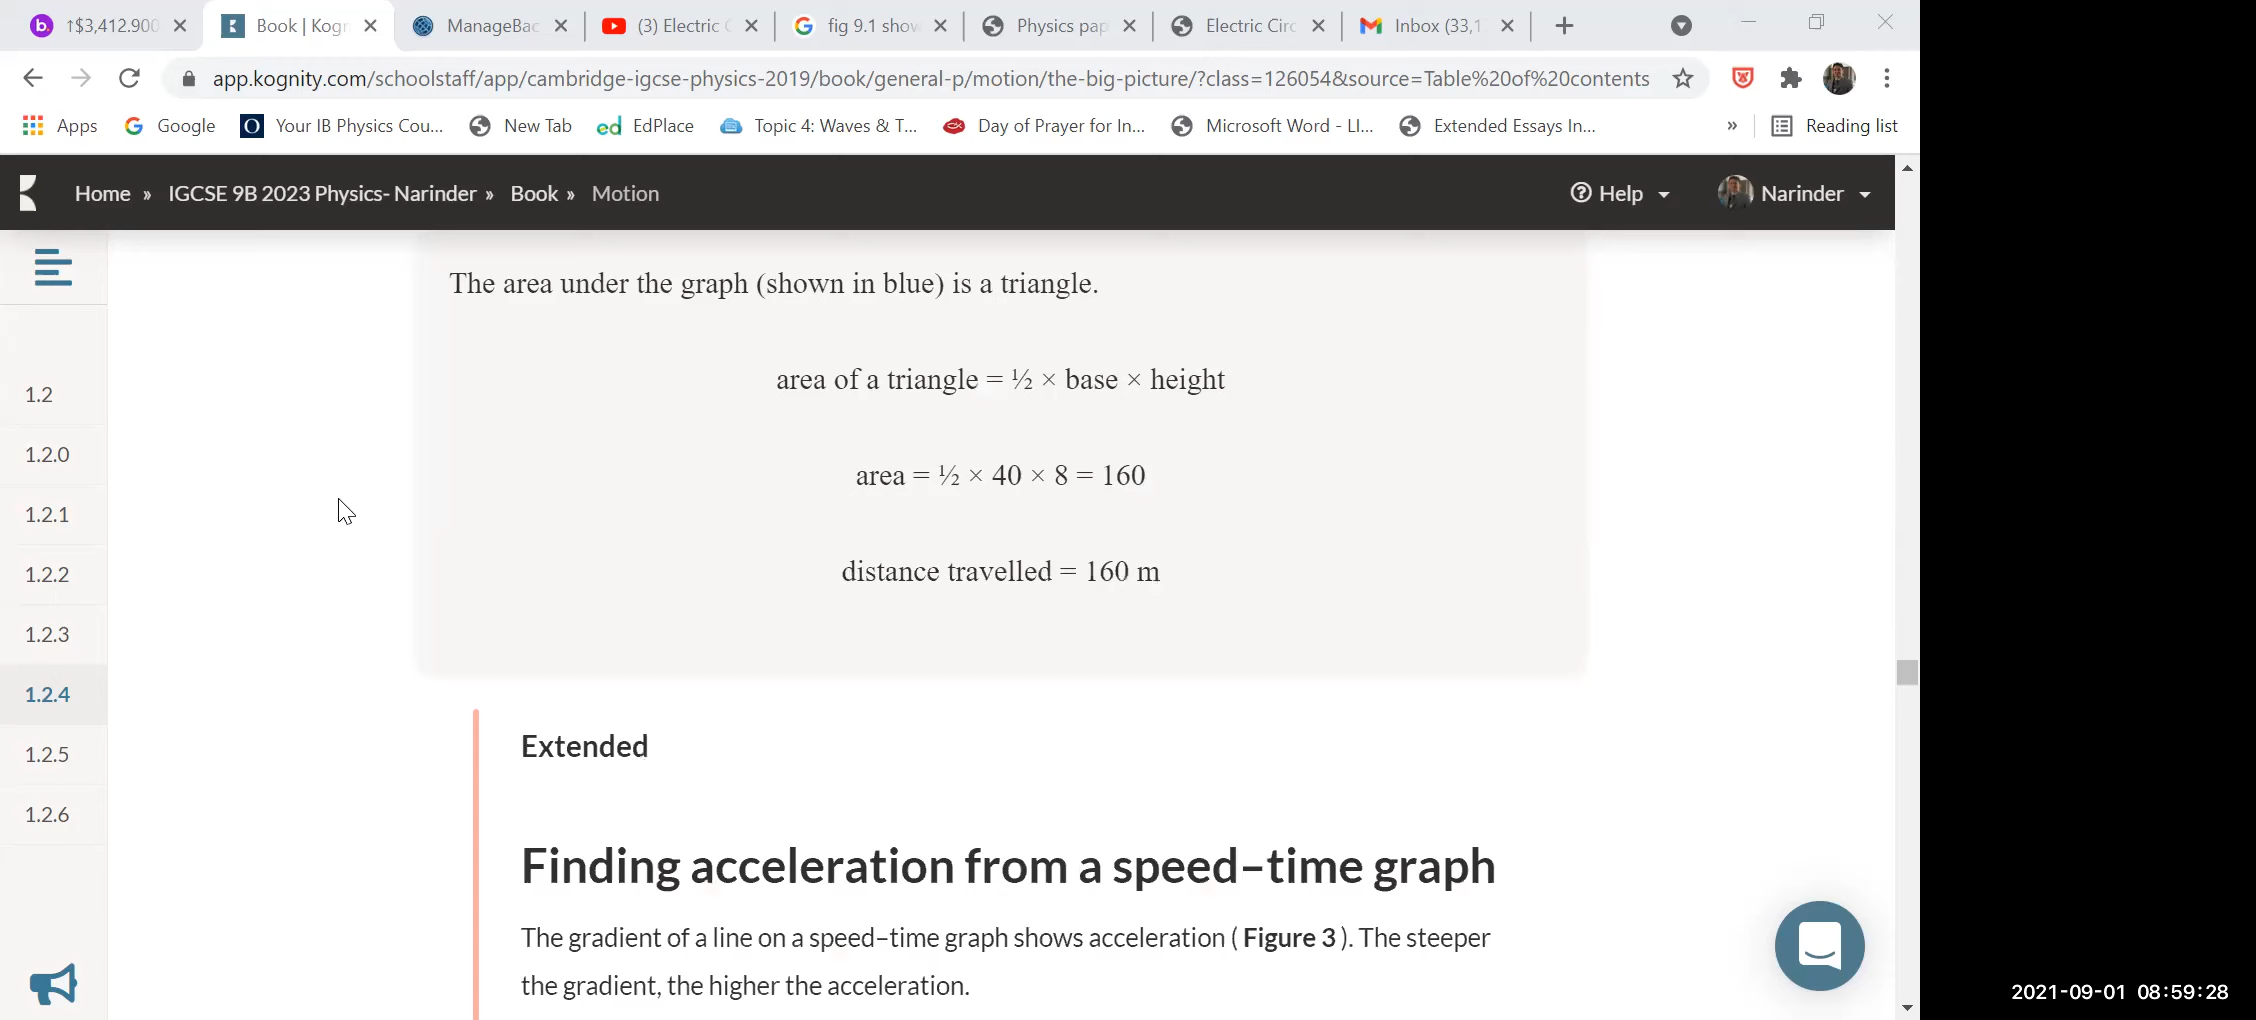 ↑$3,412.900
Book | Kogn
ManageBac
(3) Electric C
fig 9.1 show
Physics pap
Electric Circ
Inbox (33,1
app.kognity.com/schoolstaff/app/cambridge-igcse-physics-2019/book/general-p/motion/the-big-picture/?class=126054&source=Table%20of%20contents
Apps
Google
Your IB Physics Cou...
New Tab
EdPlace
Topic 4: Waves & T...
Day of Prayer for In...
Microsoft Word - LI...
Extended Essays In...
»
Reading list
Home » IGCSE 9B 2023 Physics- Narinder » Book » Motion
Help
Narinder
The area under the graph (shown in blue) is a triangle.
area of a triangle = ½ × base × height
area = ½ × 40 × 8 = 160
distance travelled = 160 m
1.2
1.2.0
1.2.1
1.2.2
1.2.3
1.2.4
1.2.5
1.2.6
Extended
Finding acceleration from a speed–time graph
The gradient of a line on a speed–time graph shows acceleration ( Figure 3 ). The steeper
the gradient, the higher the acceleration.
2021-09-01 08:59:28